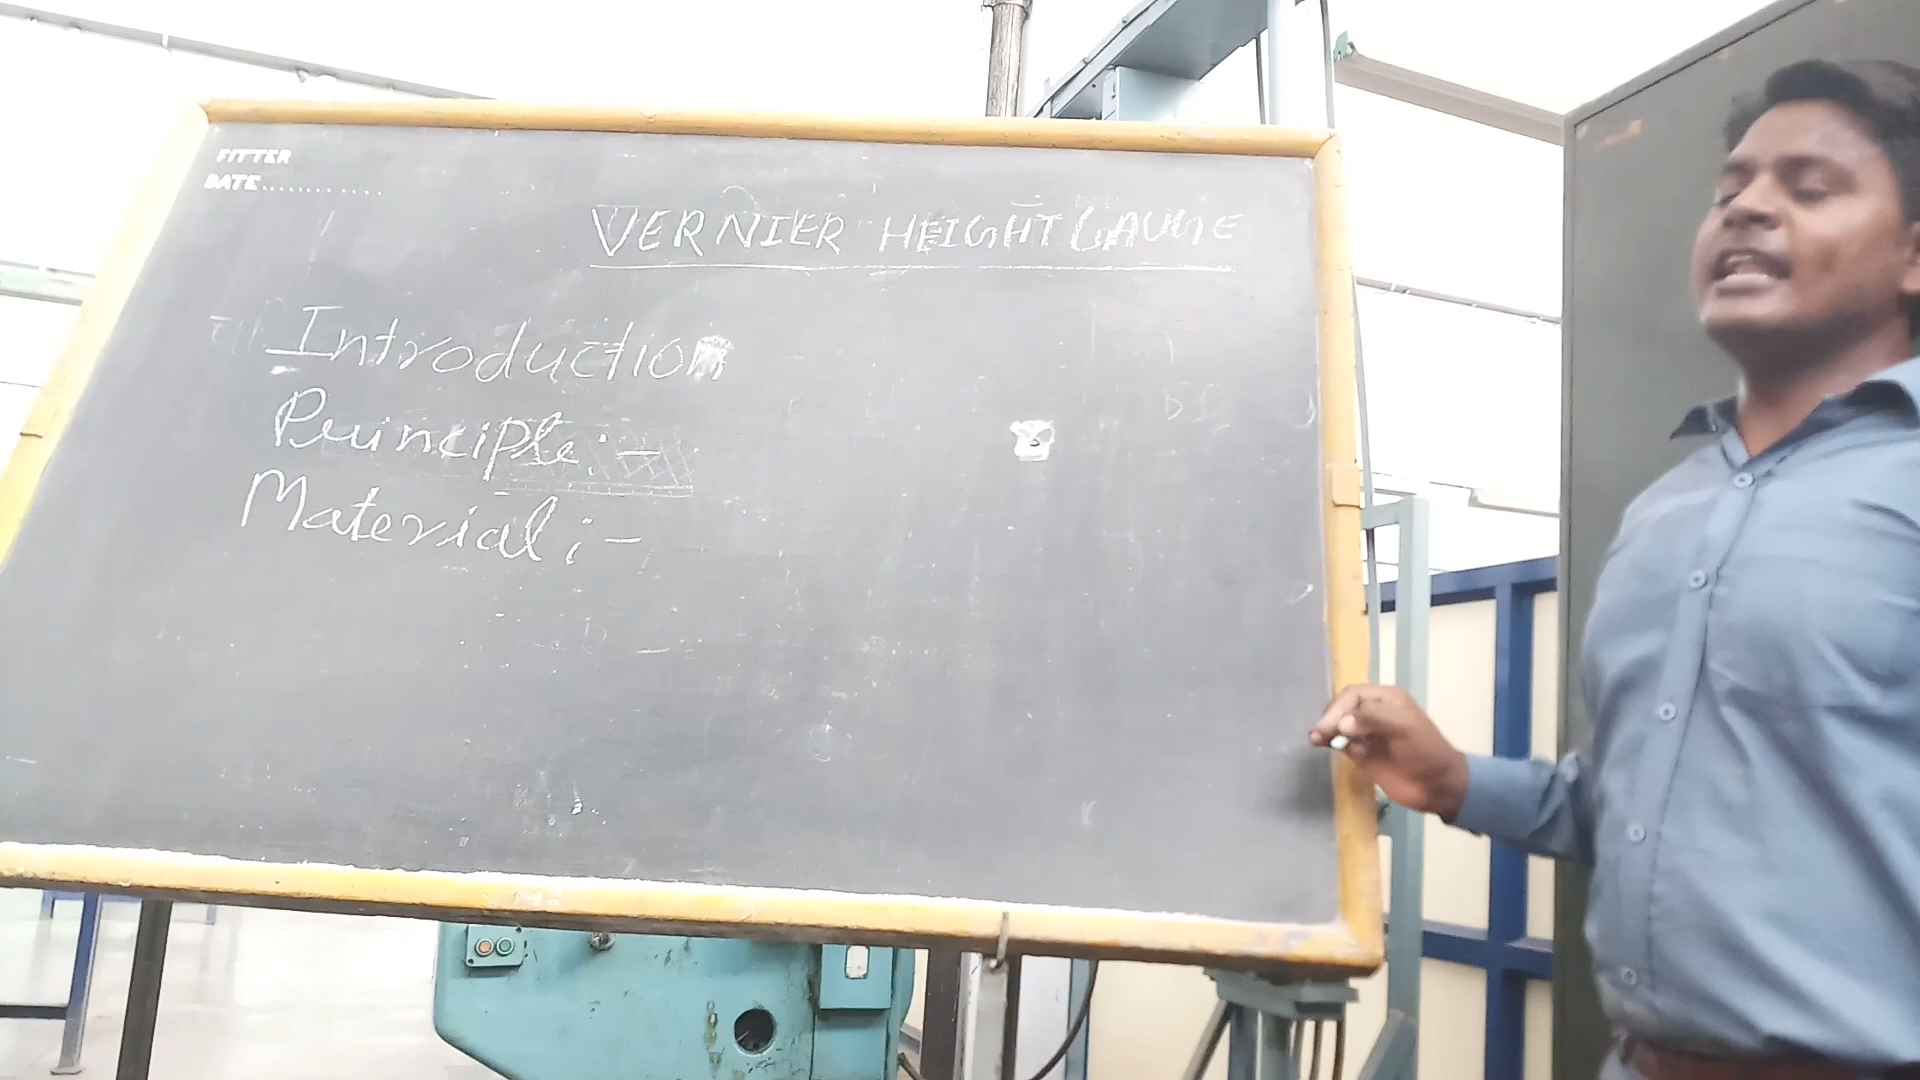 FITTER
DATE............
VERNIER HEIGHT GAUGE
Introduction
Principle:-
Material:-